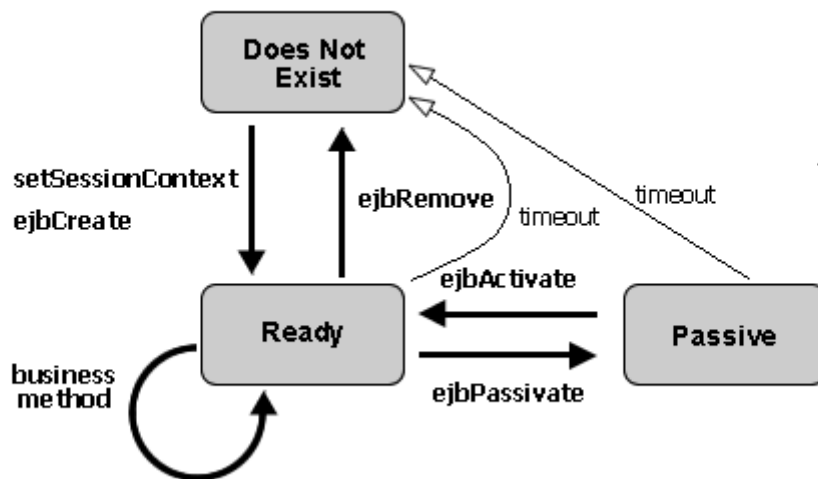 Does Not
Exist
setSessionContext
ejbCreate
ejbRemove
timeout
timeout
ejbActivate
Ready
Passive
business
method
ejbPassivate